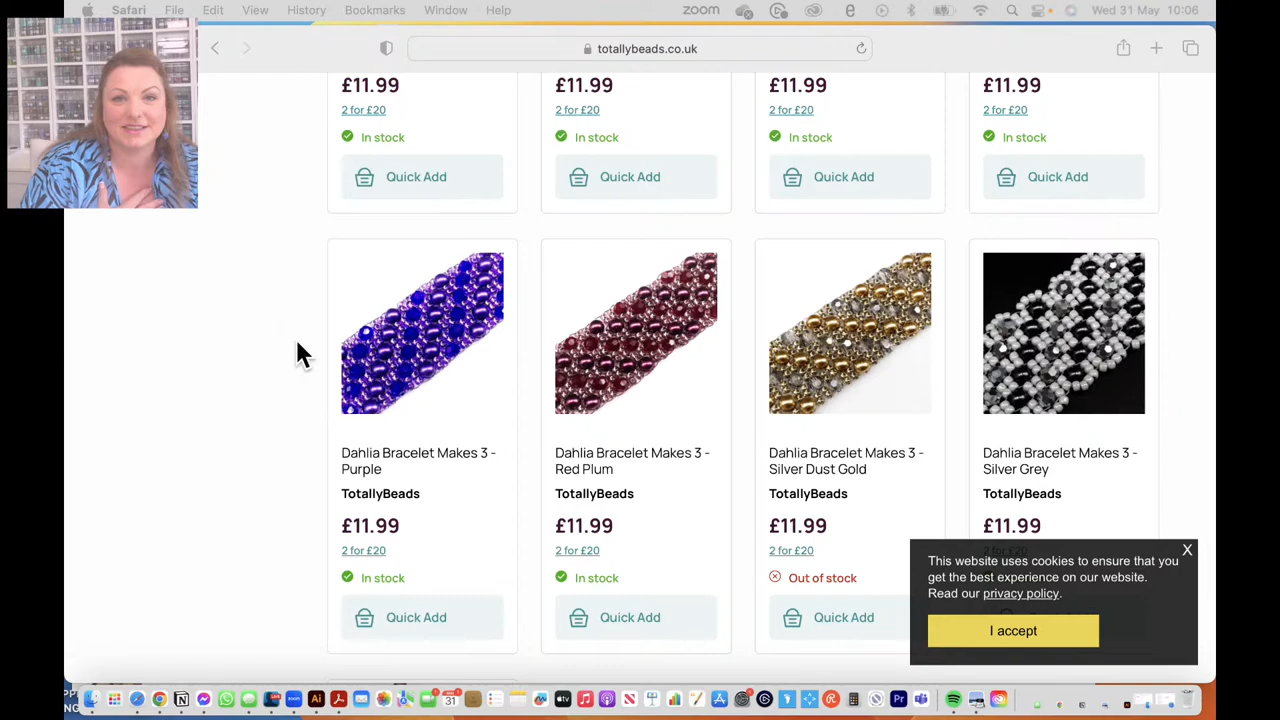 Safari File Edit View History Bookmarks Window Help zoom Wed 31 May 10:06
totallybeads.co.uk
£11.99 £11.99 £11.99 £11.99
2 for £20 2 for £20 2 for £20 2 for £20
In stock In stock In stock In stock
Quick Add Quick Add Quick Add Quick Add
Dahlia Bracelet Makes 3 -
Purple
TotallyBeads
£11.99
2 for £20
In stock
Quick Add
Dahlia Bracelet Makes 3 -
Red Plum
TotallyBeads
£11.99
2 for £20
In stock
Quick Add
Dahlia Bracelet Makes 3 -
Silver Dust Gold
TotallyBeads
£11.99
2 for £20
Out of stock
Quick Add
Dahlia Bracelet Makes 3 -
Silver Grey
TotallyBeads
£11.99
2 for £20
X
This website uses cookies to ensure that you
get the best experience on our website.
Read our privacy policy.
I accept